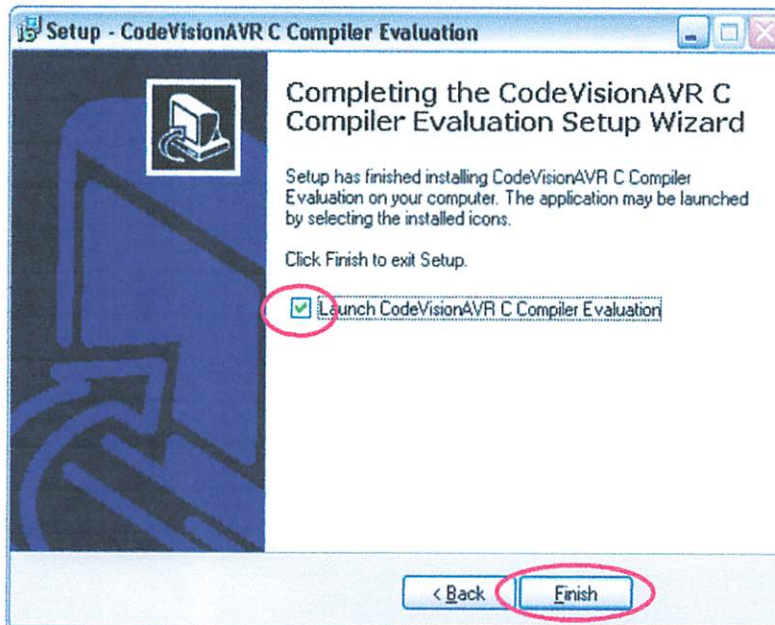 Setup - CodeVisionAVR C Compiler Evaluation
Completing the CodeVisionAVR C
Compiler Evaluation Setup Wizard
Setup has finished installing CodeVisionAVR C Compiler
Evaluation on your computer. The application may be launched
by selecting the installed icons.
Click Finish to exit Setup.
Launch CodeVisionAVR C Compiler Evaluation
< Back Finish